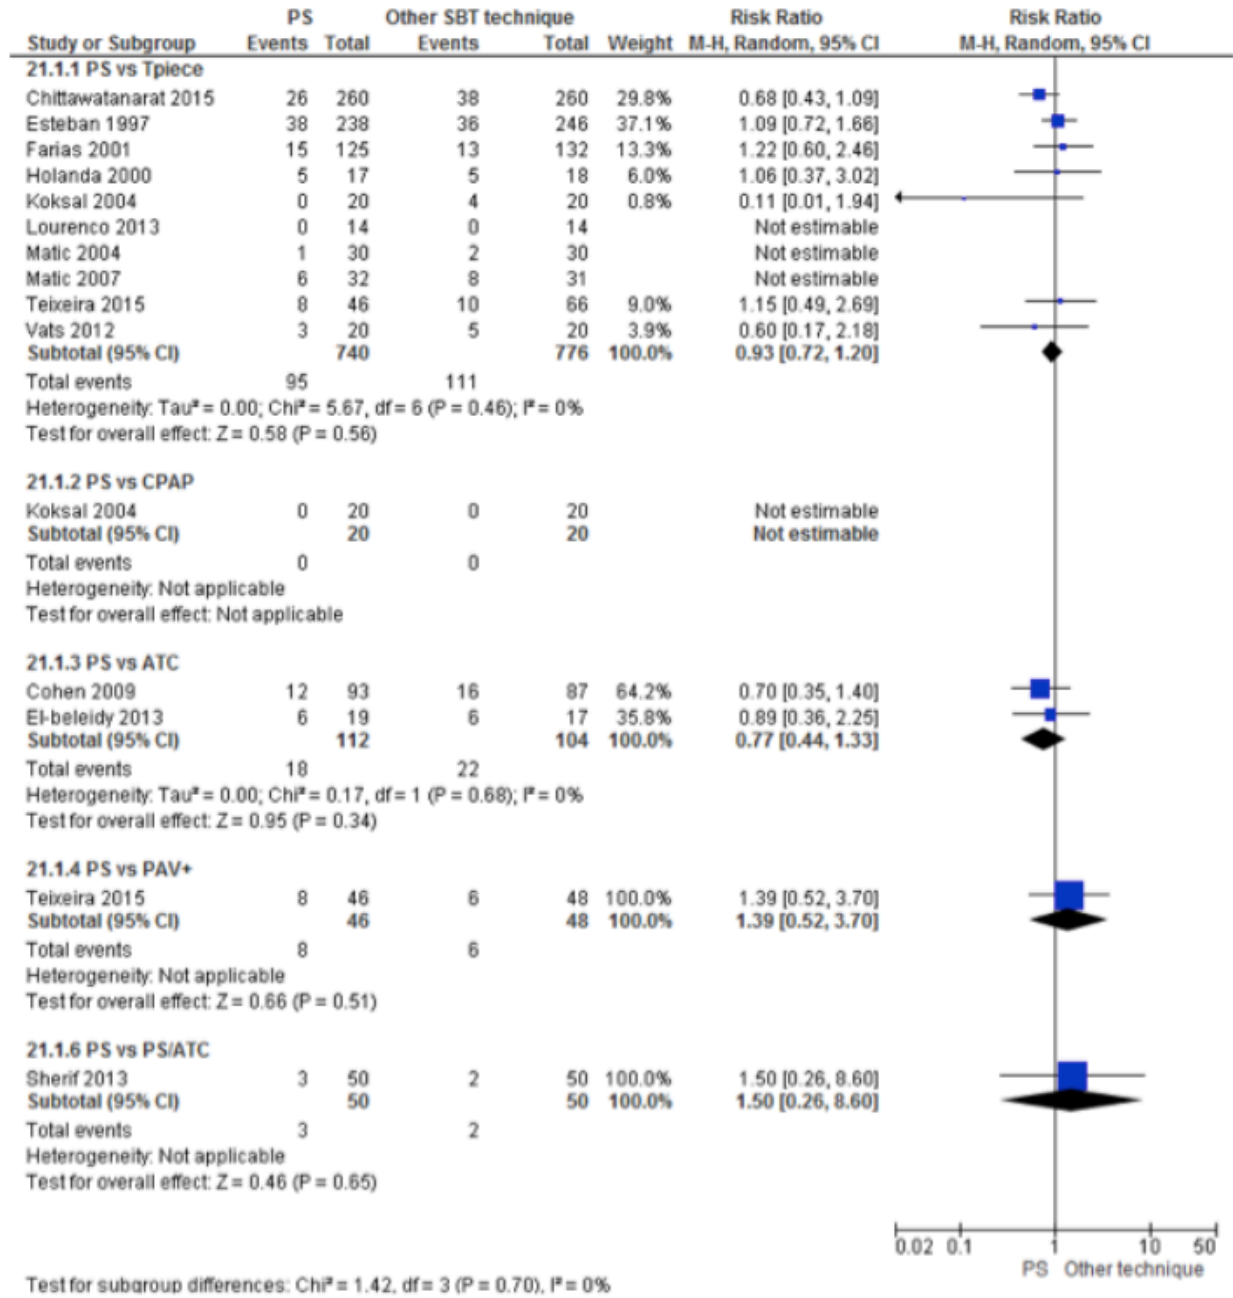 PS Other SBT technique Risk Ratio Risk Ratio
Study or Subgroup Events Total Events Total Weight M-H, Random, 95% CI M-H, Random, 95% CI
21.1.1 PS vs Tpiece
Chittawatanarat 2015 26 260 38 260 29.8% 0.68 [0.43, 1.09]
Esteban 1997 38 238 36 246 37.1% 1.09 [0.72, 1.66]
Farias 2001 15 125 13 132 13.3% 1.22 [0.60, 2.46]
Holanda 2000 5 17 5 18 6.0% 1.06 [0.37, 3.02]
Koksal 2004 0 20 4 20 0.8% 0.11 [0.01, 1.94]
Lourenco 2013 0 14 0 14 Not estimable
Matic 2004 1 30 2 30 Not estimable
Matic 2007 6 32 8 31 Not estimable
Teixeira 2015 8 46 10 66 9.0% 1.15 [0.49, 2.69]
Vats 2012 3 20 5 20 3.9% 0.60 [0.17, 2.18]
Subtotal (95% CI) 740 776 100.0% 0.93 [0.72, 1.20]
Total events 95 111
Heterogeneity: Tau² = 0.00; Chi² = 5.67, df = 6 (P = 0.46); I² = 0%
Test for overall effect: Z = 0.58 (P = 0.56)
21.1.2 PS vs CPAP
Koksal 2004 0 20 0 20 Not estimable
Subtotal (95% CI) 20 20 Not estimable
Total events 0 0
Heterogeneity: Not applicable
Test for overall effect: Not applicable
21.1.3 PS vs ATC
Cohen 2009 12 93 16 87 64.2% 0.70 [0.35, 1.40]
El-beleidy 2013 6 19 6 17 35.8% 0.89 [0.36, 2.25]
Subtotal (95% CI) 112 104 100.0% 0.77 [0.44, 1.33]
Total events 18 22
Heterogeneity: Tau² = 0.00; Chi² = 0.17, df = 1 (P = 0.68); I² = 0%
Test for overall effect: Z = 0.95 (P = 0.34)
21.1.4 PS vs PAV+
Teixeira 2015 8 46 6 48 100.0% 1.39 [0.52, 3.70]
Subtotal (95% CI) 46 48 100.0% 1.39 [0.52, 3.70]
Total events 8 6
Heterogeneity: Not applicable
Test for overall effect: Z = 0.66 (P = 0.51)
21.1.6 PS vs PS/ATC
Sherif 2013 3 50 2 50 100.0% 1.50 [0.26, 8.60]
Subtotal (95% CI) 50 50 100.0% 1.50 [0.26, 8.60]
Total events 3 2
Heterogeneity: Not applicable
Test for overall effect: Z = 0.46 (P = 0.65)
0.02 0.1 1 10 50
PS Other technique
Test for subgroup differences: Chi² = 1.42, df = 3 (P = 0.70), I² = 0%